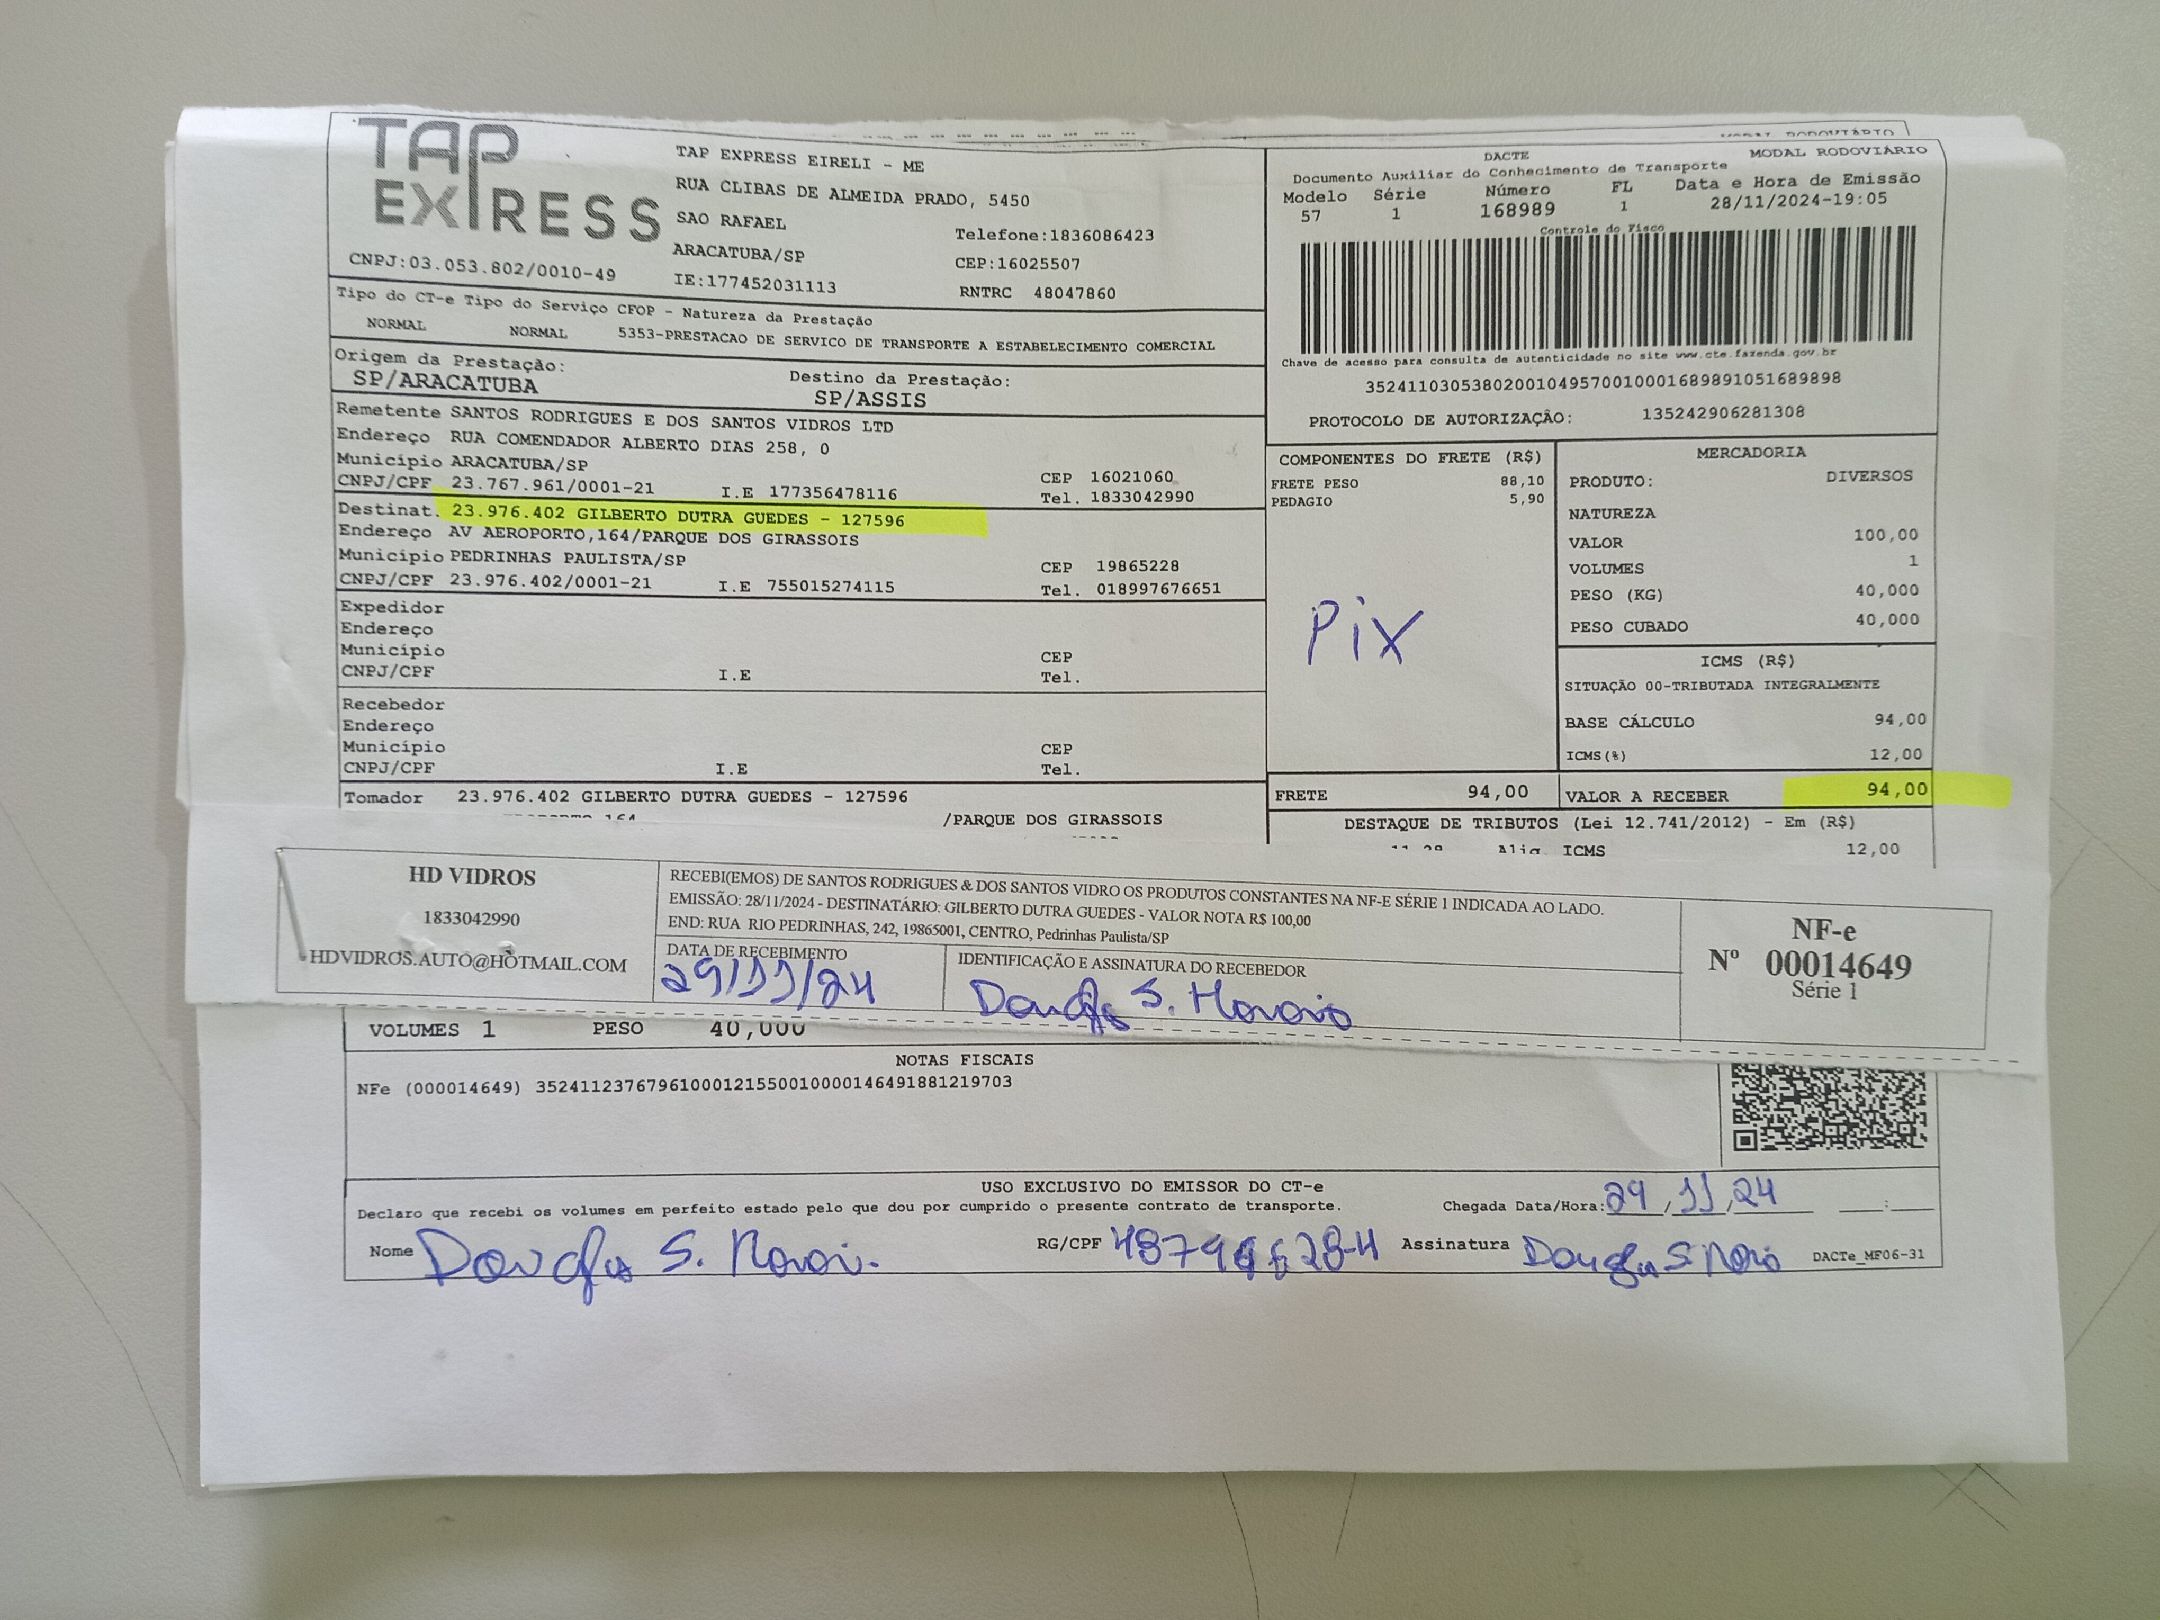 TAP EXPRESS
TAP EXPRESS EIRELI - ME
RUA CLIBAS DE ALMEIDA PRADO, 5450
SAO RAFAEL
Telefone:1836086423
ARACATUBA/SP
CEP:16025507
CNPJ:03.053.802/0010-49
IE:177452031113
RNTRC 48047860
MODAL RODOVIÁRIO
DACTE
MODAL RODOVIÁRIO
Documento Auxiliar do Conhecimento de Transporte
Modelo Série Número FL Data e Hora de Emissão
57 1 168989 1 28/11/2024-19:05
Controle do Fisco
Chave de acesso para consulta de autenticidade no site www.cte.fazenda.gov.br
35241103053802001049570010001689891051689898
PROTOCOLO DE AUTORIZAÇÃO: 135242906281308
Tipo do CT-e Tipo do Serviço CFOP - Natureza da Prestação
NORMAL NORMAL 5353-PRESTACAO DE SERVICO DE TRANSPORTE A ESTABELECIMENTO COMERCIAL
Origem da Prestação: Destino da Prestação:
SP/ARACATUBA SP/ASSIS
Remetente SANTOS RODRIGUES E DOS SANTOS VIDROS LTD
Endereço RUA COMENDADOR ALBERTO DIAS 258, 0
Município ARACATUBA/SP CEP 16021060
CNPJ/CPF 23.767.961/0001-21 I.E 177356478116 Tel. 1833042990
Destinat. 23.976.402 GILBERTO DUTRA GUEDES - 127596
Endereço AV AEROPORTO,164/PARQUE DOS GIRASSOIS
Município PEDRINHAS PAULISTA/SP CEP 19865228
CNPJ/CPF 23.976.402/0001-21 I.E 755015274115 Tel. 018997676651
Expedidor
Endereço
Município CEP
CNPJ/CPF I.E Tel.
Recebedor
Endereço
Município CEP
CNPJ/CPF I.E Tel.
Tomador 23.976.402 GILBERTO DUTRA GUEDES - 127596
/PARQUE DOS GIRASSOIS
COMPONENTES DO FRETE (R$)
FRETE PESO 88,10
PEDAGIO 5,90
Pix
MERCADORIA
PRODUTO: DIVERSOS
NATUREZA
VALOR 100,00
VOLUMES 1
PESO (KG) 40,000
PESO CUBADO 40,000
ICMS (R$)
SITUAÇÃO 00-TRIBUTADA INTEGRALMENTE
BASE CÁLCULO 94,00
ICMS(%) 12,00
FRETE 94,00 VALOR A RECEBER 94,00
DESTAQUE DE TRIBUTOS (Lei 12.741/2012) - Em (R$)
Aliq. ICMS 12,00
HD VIDROS
1833042990
HDVIDROS.AUTO@HOTMAIL.COM
RECEBI(EMOS) DE SANTOS RODRIGUES & DOS SANTOS VIDRO OS PRODUTOS CONSTANTES NA NF-E SÉRIE 1 INDICADA AO LADO.
EMISSÃO: 28/11/2024 - DESTINATÁRIO: GILBERTO DUTRA GUEDES - VALOR NOTA R$ 100,00
END: RUA RIO PEDRINHAS, 242, 19865001, CENTRO, Pedrinhas Paulista/SP
DATA DE RECEBIMENTO
29/11/24
IDENTIFICAÇÃO E ASSINATURA DO RECEBEDOR
Douglas S.
NF-e
Nº 00014649
Série 1
VOLUMES 1 PESO 40,000
NOTAS FISCAIS
NFe (000014649) 35241123767961000121550010000146491881219703
USO EXCLUSIVO DO EMISSOR DO CT-e
Declaro que recebi os volumes em perfeito estado pelo que dou por cumprido o presente contrato de transporte. Chegada Data/Hora: 29/11/24 :
Nome Douglas S. RG/CPF Assinatura Douglas S DACTe_MF06-31